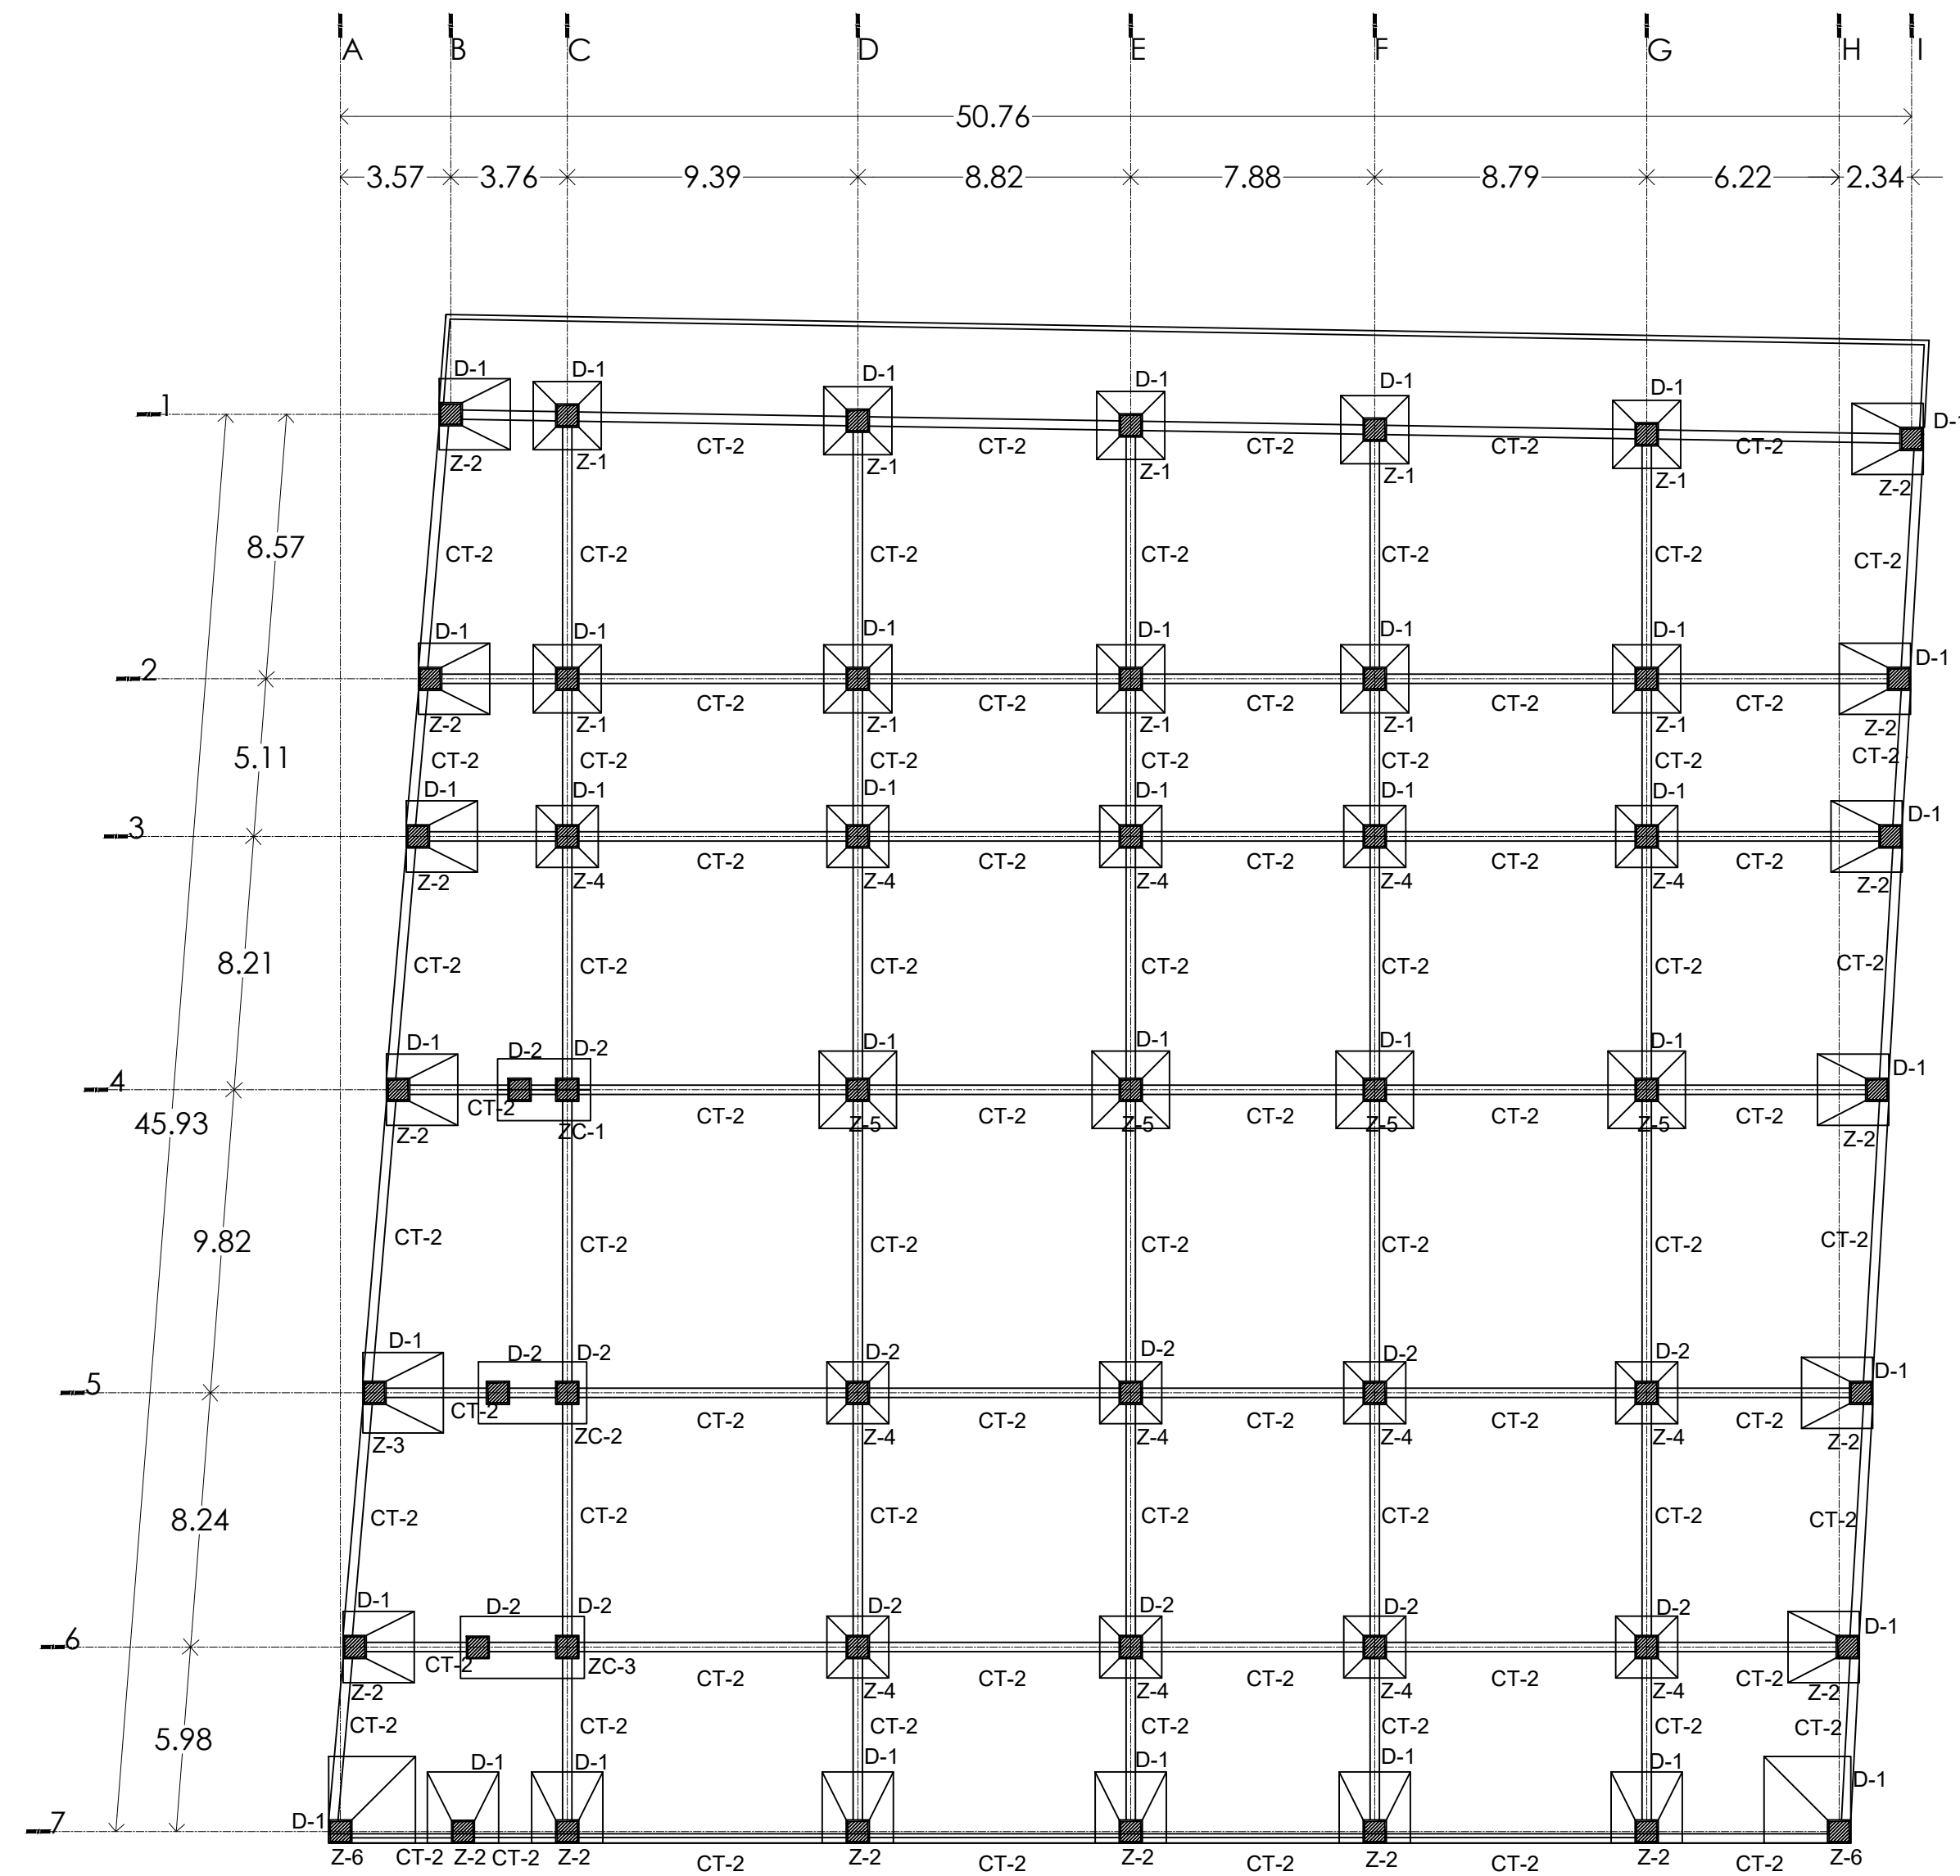 A B C D E F G H I
50.76
3.57 3.76 9.39 8.82 7.88 8.79 6.22 2.34
D-1 D-1 D-1 D-1 D-1 D-1 D-1
1
CT-2 CT-2 CT-2 CT-2 CT-2
Z-2 Z-1 Z-1 Z-1 Z-1 Z-1 Z-2
8.57
CT-2 CT-2 CT-2 CT-2 CT-2 CT-2 CT-2
D-1 D-1 D-1 D-1 D-1 D-1 D-1
2
CT-2 CT-2 CT-2 CT-2 CT-2
Z-2 Z-1 Z-1 Z-1 Z-1 Z-1 Z-2
5.11
CT-2 CT-2 CT-2 CT-2 CT-2 CT-2 CT-2
D-1 D-1 D-1 D-1 D-1 D-1 D-1
3
CT-2 CT-2 CT-2 CT-2 CT-2
Z-2 Z-4 Z-4 Z-4 Z-4 Z-4 Z-2
8.21
CT-2 CT-2 CT-2 CT-2 CT-2 CT-2 CT-2
D-1 D-2 D-2 D-1 D-1 D-1 D-1 D-1
4
CT-2 CT-2 CT-2 CT-2 CT-2 CT-2
45.93
Z-2 ZC-1 Z-5 Z-5 Z-5 Z-5 Z-2
9.82
CT-2 CT-2 CT-2 CT-2 CT-2 CT-2 CT-2
D-1 D-2 D-2 D-2 D-2 D-2 D-2 D-1
5
CT-2 CT-2 CT-2 CT-2 CT-2 CT-2
Z-3 ZC-2 Z-4 Z-4 Z-4 Z-4 Z-2
8.24
CT-2 CT-2 CT-2 CT-2 CT-2 CT-2 CT-2
D-1 D-2 D-2 D-2 D-2 D-2 D-2 D-1
6
CT-2 ZC-3 CT-2 CT-2 CT-2 CT-2 CT-2
Z-2 Z-4 Z-4 Z-4 Z-4 Z-2
5.98
CT-2 CT-2 CT-2 CT-2 CT-2 CT-2 CT-2
D-1 D-1 D-1 D-1 D-1 D-1 D-1
7
D-1
Z-6 CT-2 Z-2 CT-2 Z-2 CT-2 Z-2 CT-2 Z-2 CT-2 Z-2 CT-2 Z-2 CT-2 Z-6